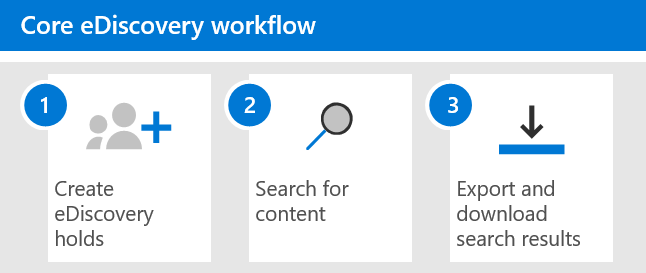 Core eDiscovery workflow
1
Create
eDiscovery
holds
2
Search for
content
3
Export and
download
search results